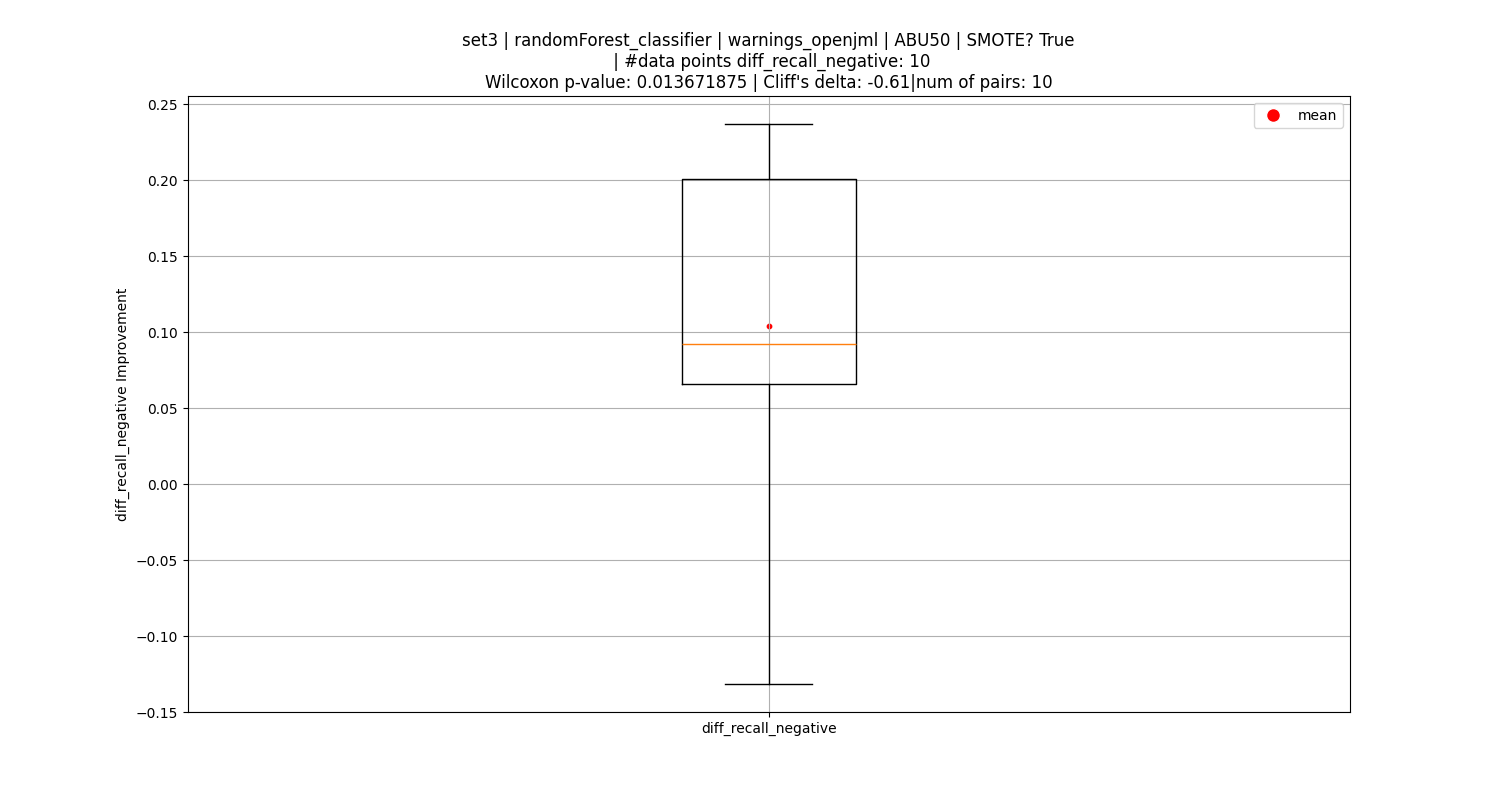 set3 | randomForest_classifier | warnings_openjml | ABU50 | SMOTE? True
| #data points diff_recall_negative: 10
Wilcoxon p-value: 0.013671875 | Cliff's delta: -0.61|num of pairs: 10
mean
0.25
0.20
0.15
0.10
0.05
0.00
−0.05
−0.10
−0.15
diff_recall_negative Improvement
diff_recall_negative